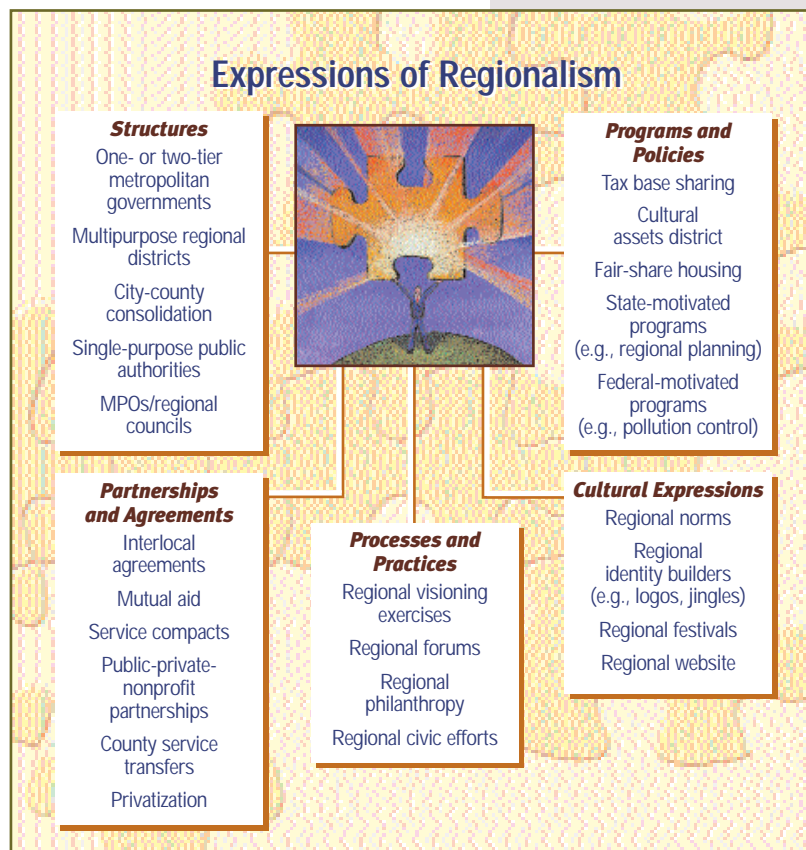 Expressions of Regionalism
Structures
One- or two-tier
metropolitan
governments
Multipurpose regional
districts
City-county
consolidation
Single-purpose public
authorities
MPOs/regional
councils
Programs and
Policies
Tax base sharing
Cultural
assets district
Fair-share housing
State-motivated
programs
(e.g., regional planning)
Federal-motivated
programs
(e.g., pollution control)
Partnerships
and Agreements
Interlocal
agreements
Mutual aid
Service compacts
Public-private-
nonprofit
partnerships
County service
transfers
Privatization
Processes and
Practices
Regional visioning
exercises
Regional forums
Regional
philanthropy
Regional civic efforts
Cultural Expressions
Regional norms
Regional
identity builders
(e.g., logos, jingles)
Regional festivals
Regional website